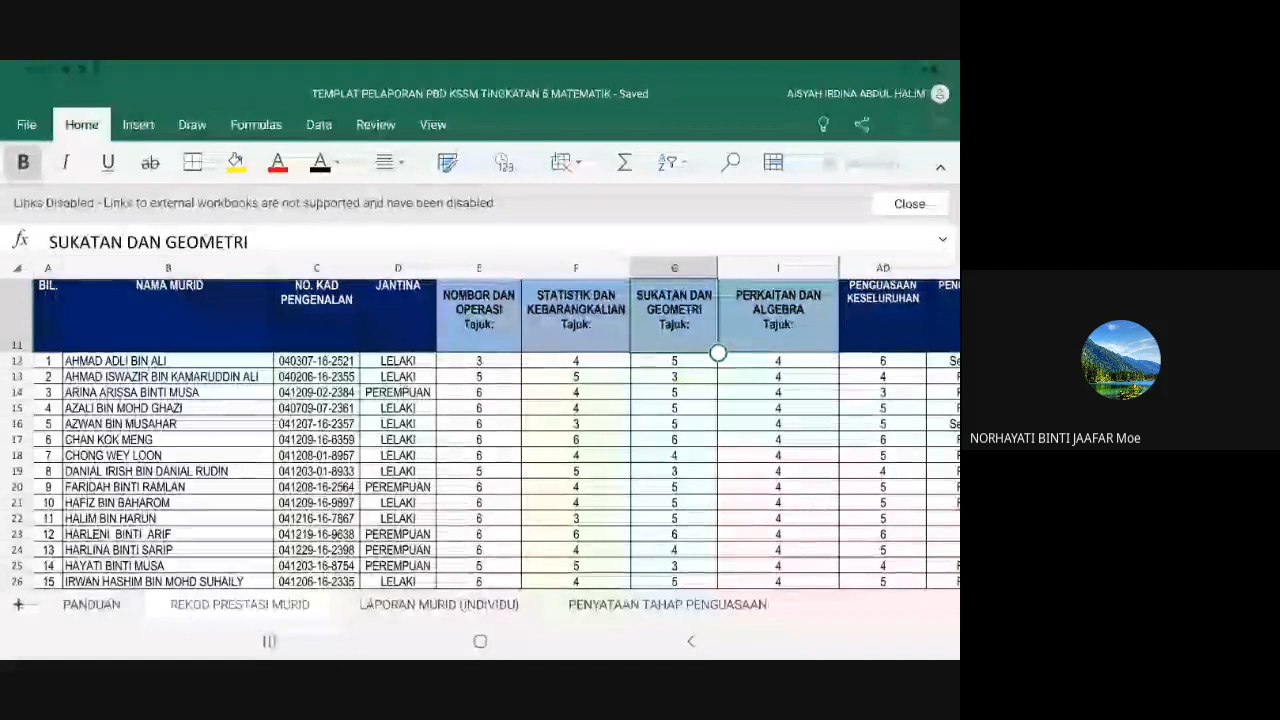 TEMPLAT PELAPORAN PBD KSSM TINGKATAN 5 MATEMATIK - Saved
AISYAH IRDINA ABDUL HALIM
File Home Insert Draw Formulas Data Review View
B I U ab A A 123 Σ
Links Disabled - Links to external workbooks are not supported and have been disabled
Close
fx SUKATAN DAN GEOMETRI
A B C D E F G I AD
11 BIL. NAMA MURID NO. KAD PENGENALAN JANTINA NOMBOR DAN OPERASI Tajuk: STATISTIK DAN KEBARANGKALIAN Tajuk: SUKATAN DAN GEOMETRI Tajuk: PERKAITAN DAN ALGEBRA Tajuk: PENGUASAAN KESELURUHAN
12 1 AHMAD ADLI BIN ALI 040307-16-2521 LELAKI 3 4 5 4 6 Se
13 2 AHMAD ISWAZIR BIN KAMARUDDIN ALI 040206-16-2355 LELAKI 5 5 3 4 4
14 3 ARINA ARISSA BINTI MUSA 041209-02-2384 PEREMPUAN 6 4 5 4 3
15 4 AZALI BIN MOHD GHAZI 040709-07-2361 LELAKI 6 4 5 4 5
16 5 AZWAN BIN MUSAHAR 041207-16-2357 LELAKI 6 3 5 4 5 Se
17 6 CHAN KOK MENG 041209-16-6359 LELAKI 6 6 6 4 6
18 7 CHONG WEY LOON 041208-01-8957 LELAKI 6 4 4 4 5
19 8 DANIAL IRISH BIN DANIAL RUDIN 041203-01-8933 LELAKI 5 5 3 4 4
20 9 FARIDAH BINTI RAMLAN 041208-16-2564 PEREMPUAN 6 4 5 4 5
21 10 HAFIZ BIN BAHAROM 041209-16-9897 LELAKI 6 4 5 4 5
22 11 HALIM BIN HARUN 041216-16-7867 LELAKI 6 3 5 4 5
23 12 HARLENI BINTI ARIF 041219-16-9638 PEREMPUAN 6 6 6 4 6
24 13 HARLINA BINTI SARIP 041229-16-2398 PEREMPUAN 6 4 4 4 5
25 14 HAYATI BINTI MUSA 041203-16-8754 PEREMPUAN 5 5 3 4 4
26 15 IRWAN HASHIM BIN MOHD SUHAILY 041206-16-2335 LELAKI 6 4 5 4 5
PANDUAN REKOD PRESTASI MURID LAPORAN MURID (INDIVIDU) PENYATAAN TAHAP PENGUASAAN
NORHAYATI BINTI JAAFAR Moe